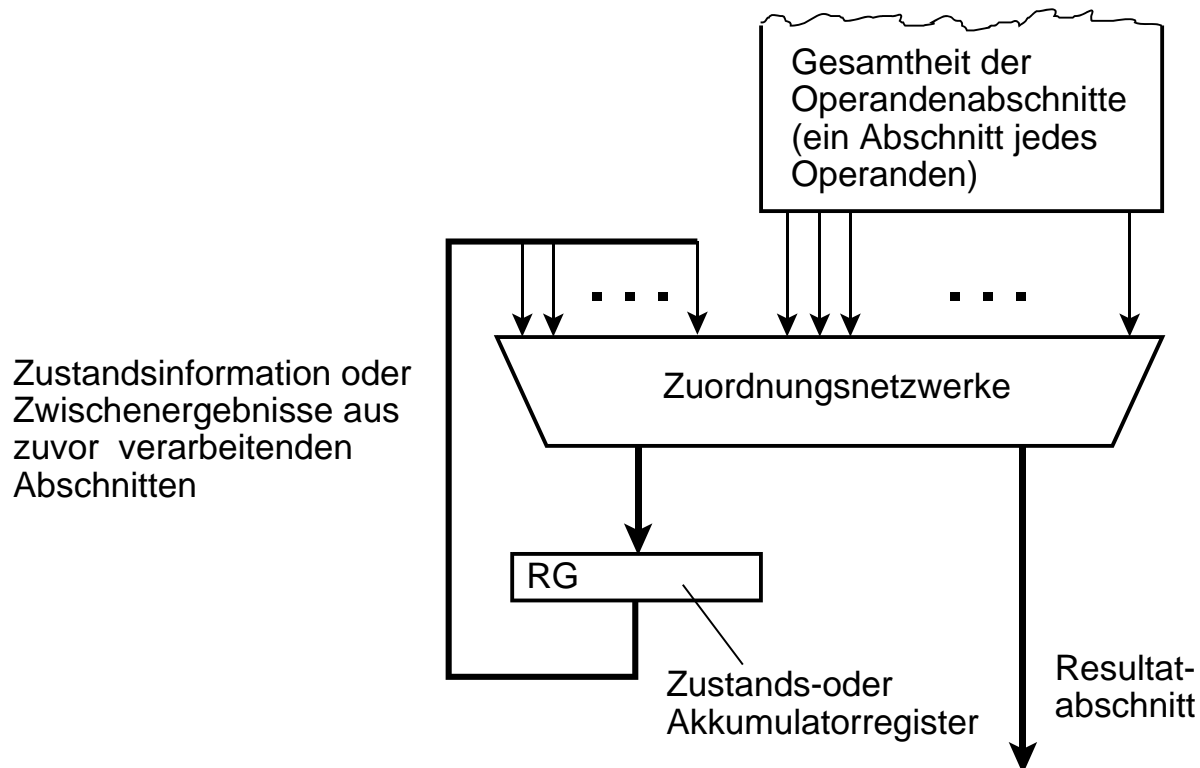 Gesamtheit der
Operandenabschnitte
(ein Abschnitt jedes
Operanden)
Zuordnungsnetzwerke
Zustandsinformation oder
Zwischenergebnisse aus
zuvor verarbeitenden
Abschnitten
RG
Zustands-oder
Akkumulatorregister
Resultat-
abschnitt